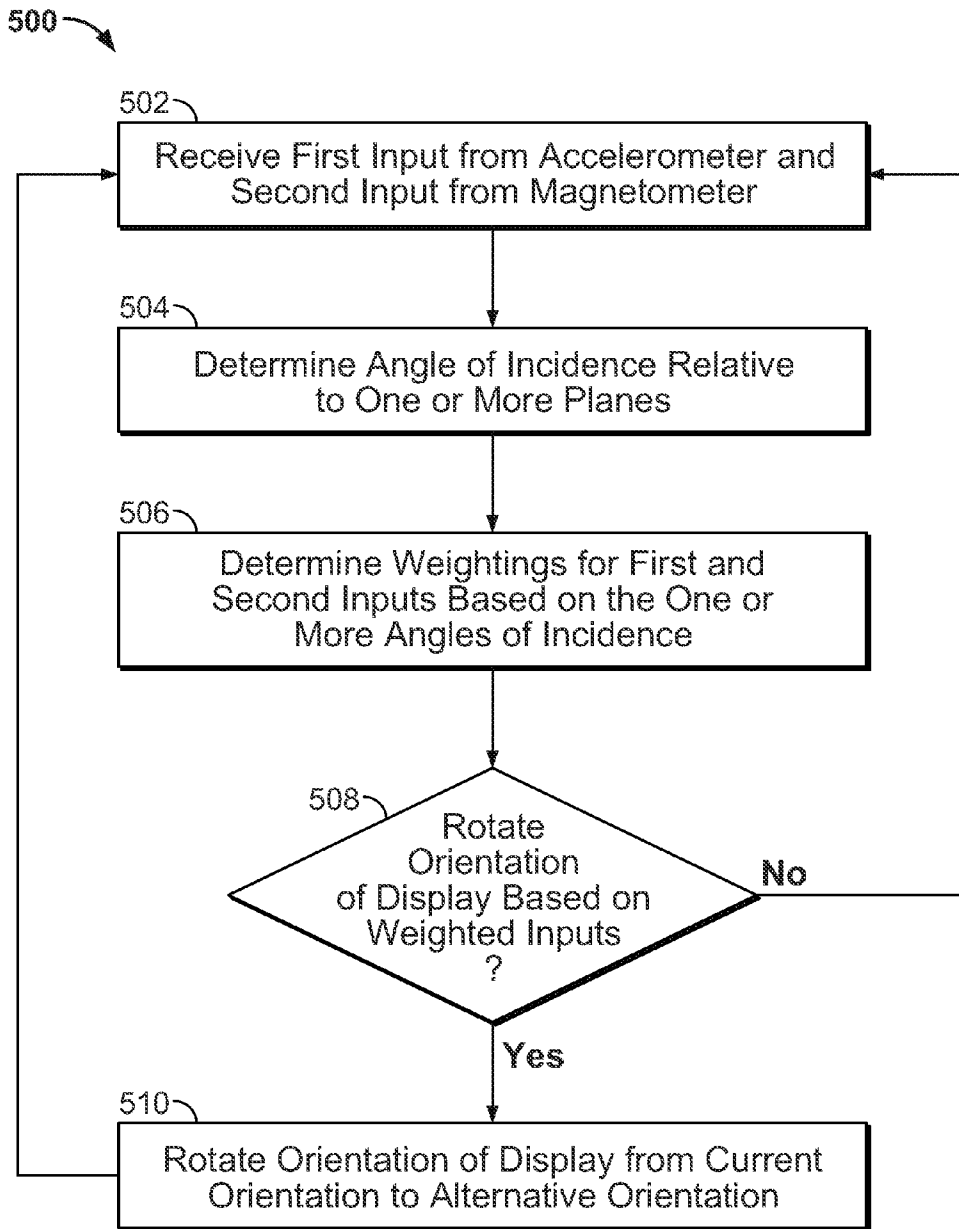 500
502
Receive First Input from Accelerometer and
Second Input from Magnetometer
504
Determine Angle of Incidence Relative
to One or More Planes
506
Determine Weightings for First and
Second Inputs Based on the One or
More Angles of Incidence
508
Rotate
Orientation
of Display Based on
Weighted Inputs
?
No
Yes
510
Rotate Orientation of Display from Current
Orientation to Alternative Orientation